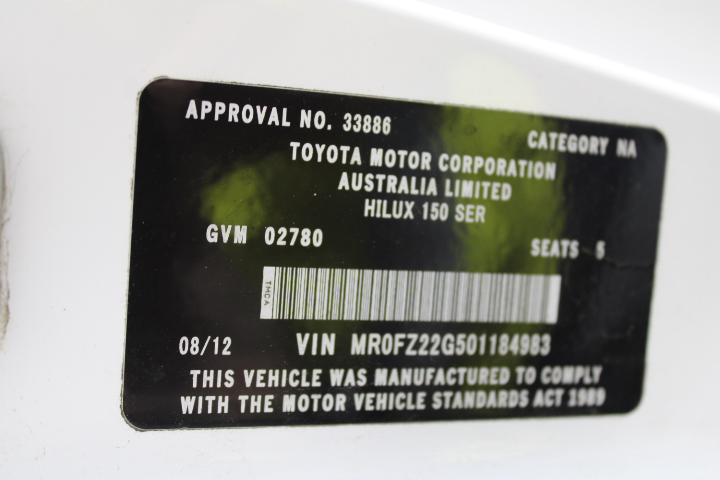 APPROVAL NO. 33886 CATEGORY NA
TOYOTA MOTOR CORPORATION
AUSTRALIA LIMITED
HILUX 150 SER
GVM 02780 SEATS 5
TMCA
08/12 VIN MR0FZ22G501184983
THIS VEHICLE WAS MANUFACTURED TO COMPLY
WITH THE MOTOR VEHICLE STANDARDS ACT 1989